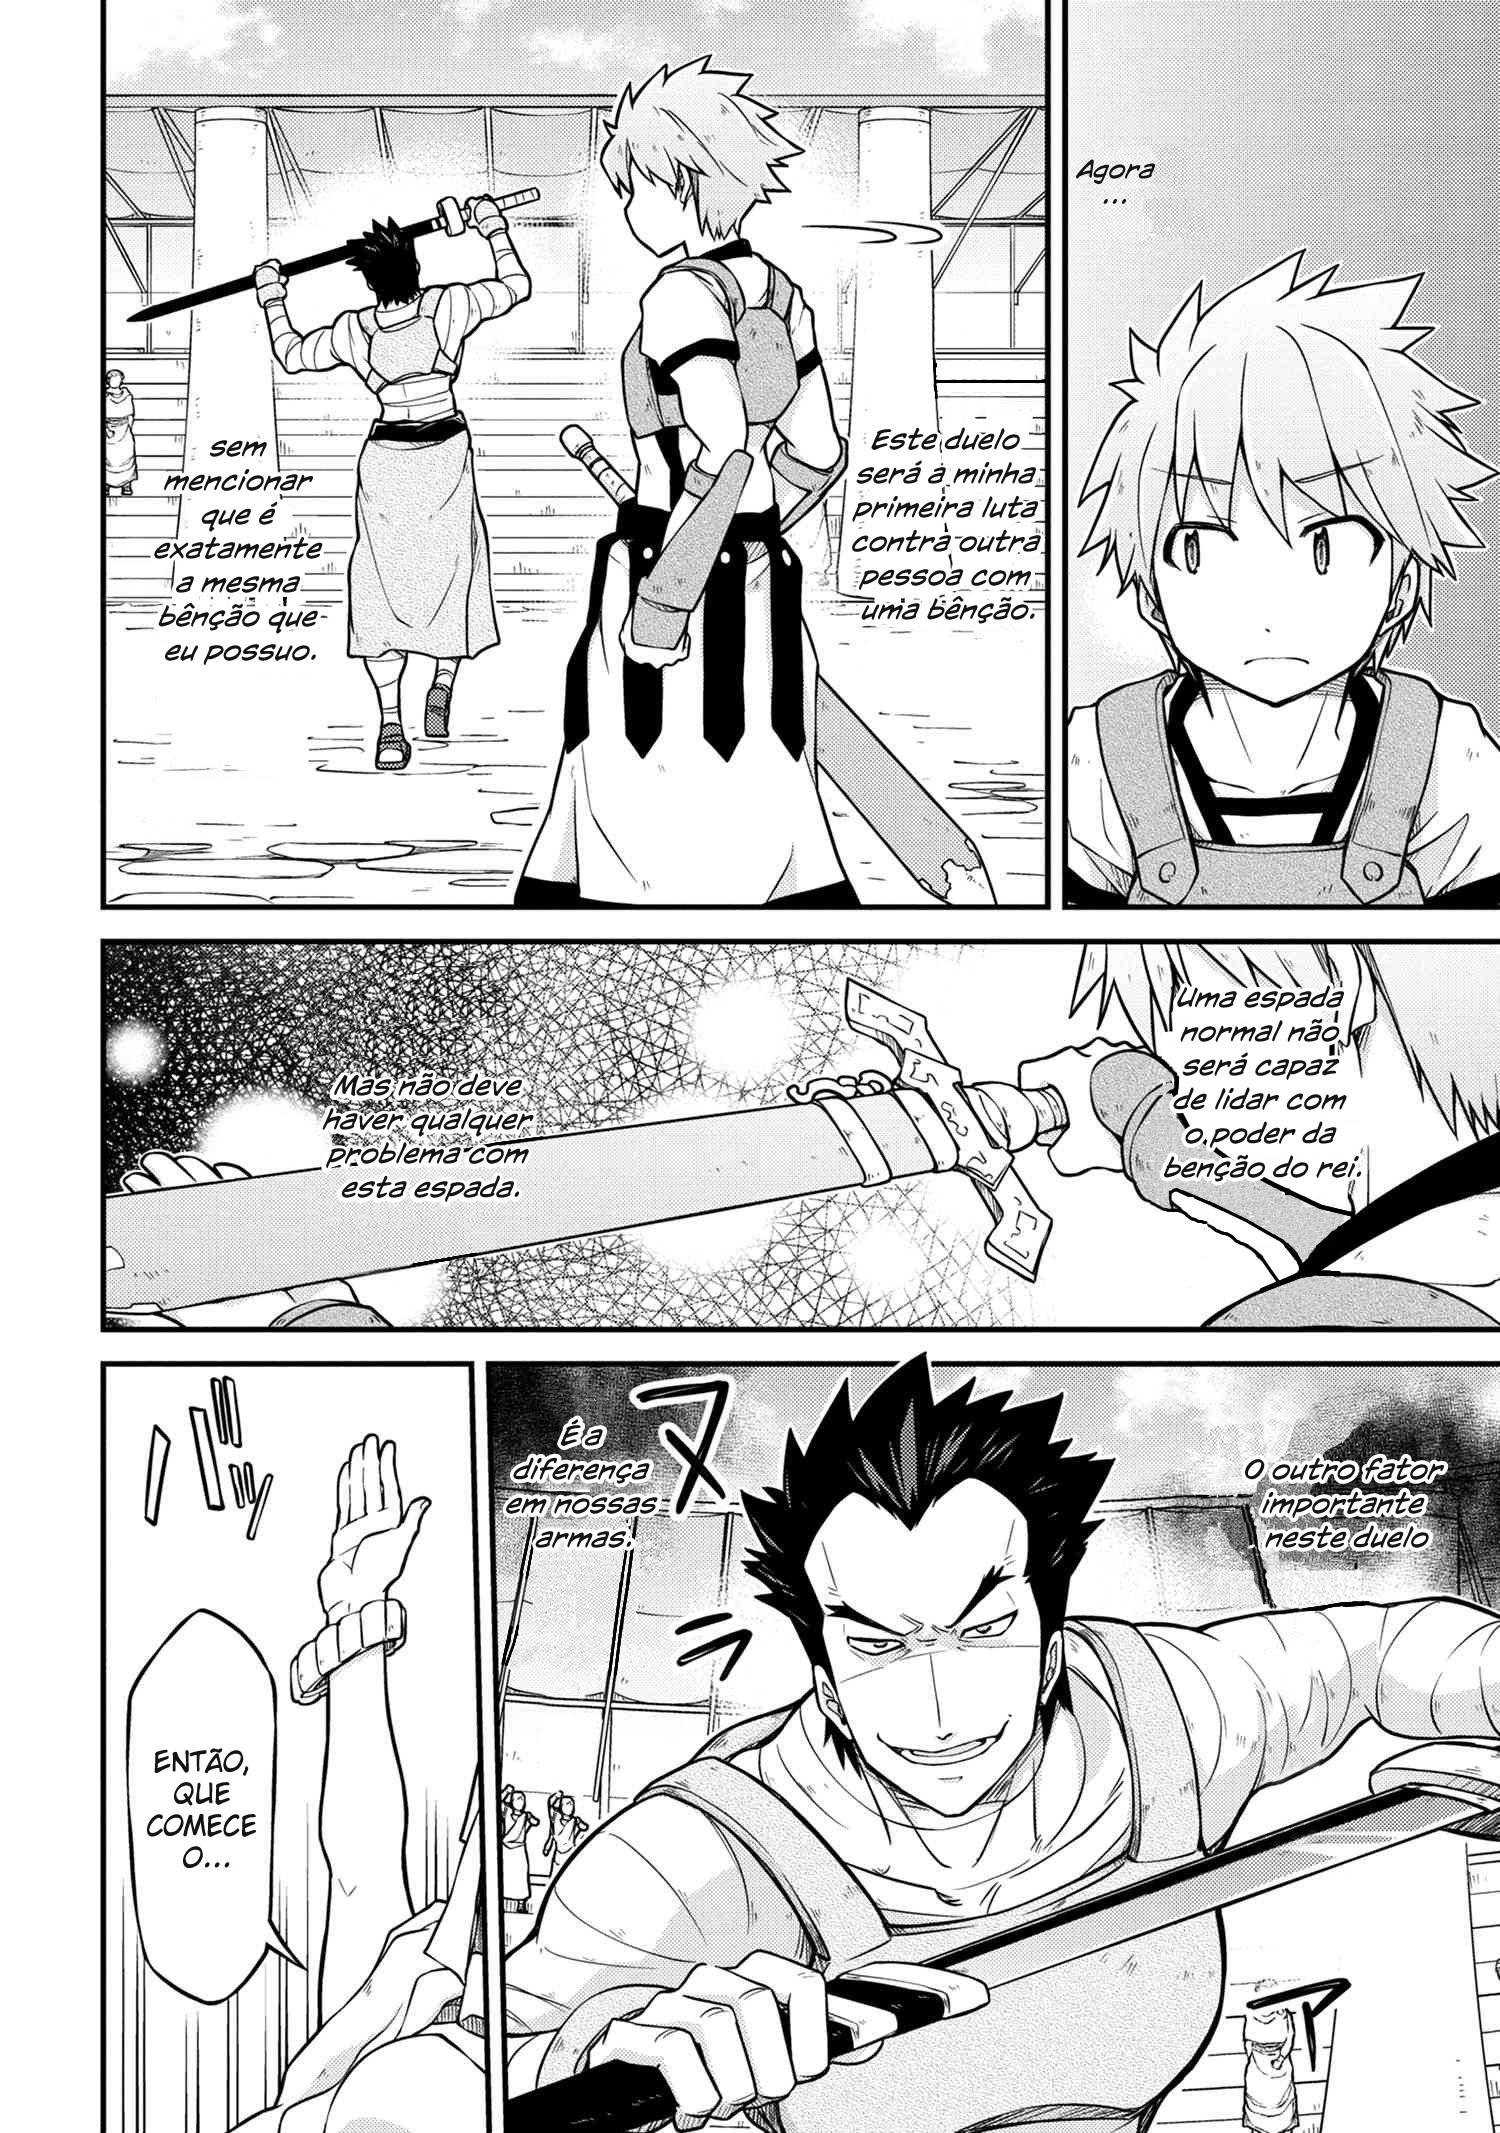 Agora
...
Este duelo
será a minha
primeira luta
contra outra
pessoa com
uma bênção.
sem
mencionar
que é
exatamente
a mesma
bênção que
eu possuo.
Uma espada
normal não
será capaz
de lidar com
o poder da
benção do rei.
Mas não deve
haver qualquer
problema com
esta espada.
O outro fator
importante
neste duelo
É a
diferença
em nossas
armas.
ヌッ
ENTÃO,
QUE
COMECE
O...